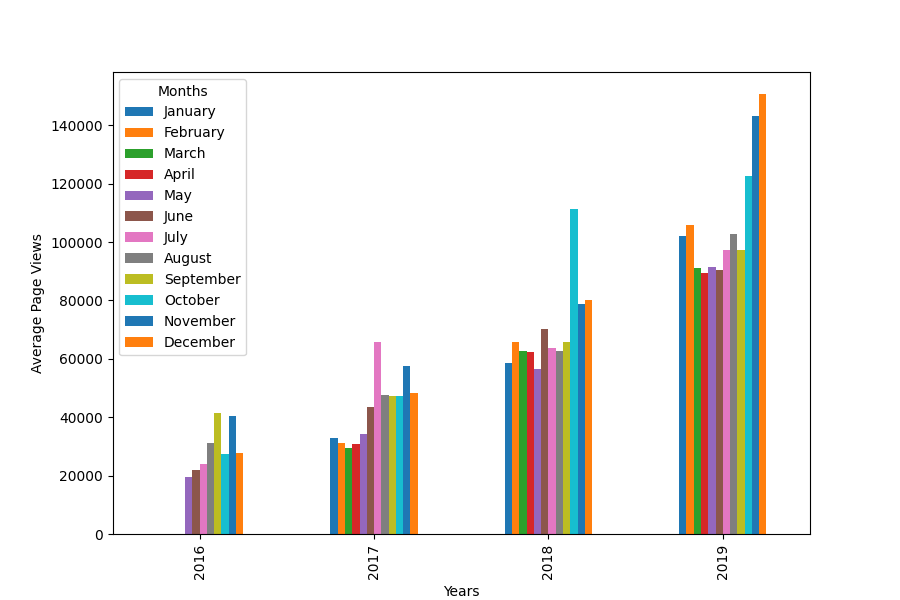 Months
January
February
March
April
May
June
July
August
September
October
November
December
Average Page Views
140000
120000
100000
80000
60000
40000
20000
0
2016
2017
2018
2019
Years